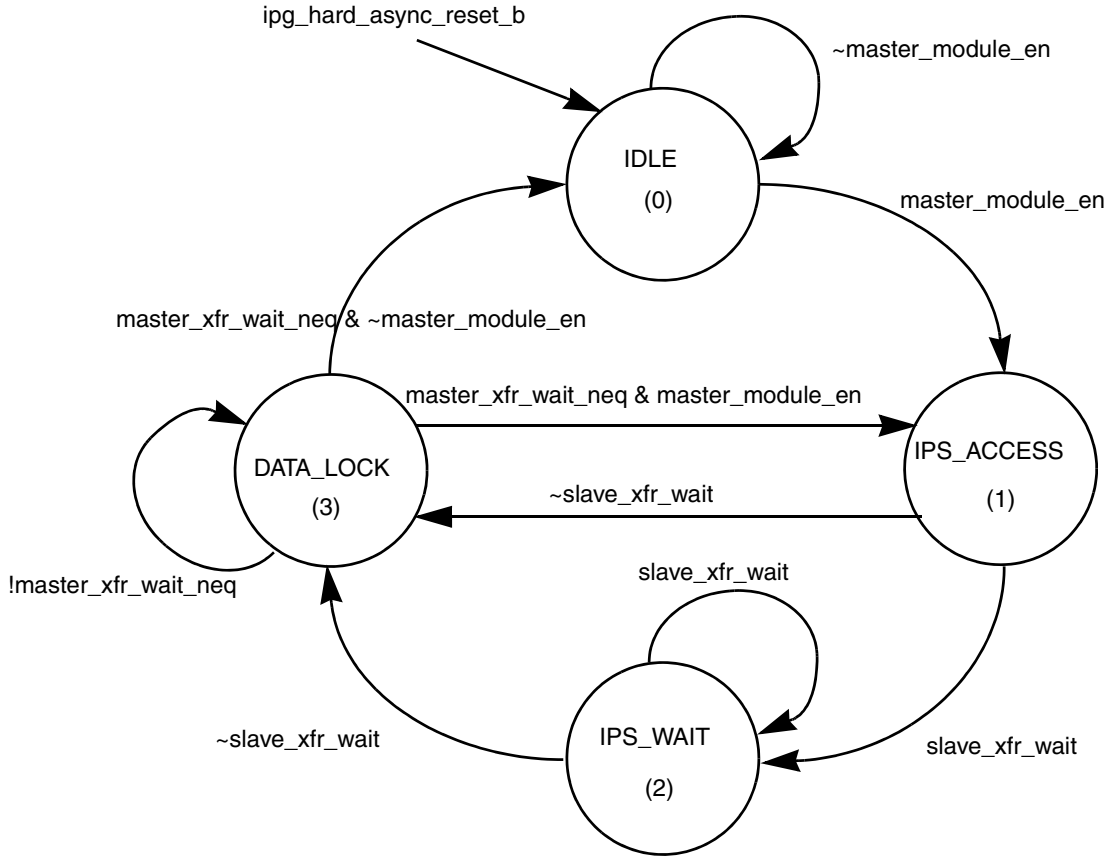 ipg_hard_async_reset_b
~master_module_en
IDLE
(0)
master_module_en
master_xfr_wait_neq & ~master_module_en
master_xfr_wait_neq & master_module_en
IPS_ACCESS
(1)
DATA_LOCK
(3)
~slave_xfr_wait
!master_xfr_wait_neq
slave_xfr_wait
IPS_WAIT
(2)
~slave_xfr_wait
slave_xfr_wait